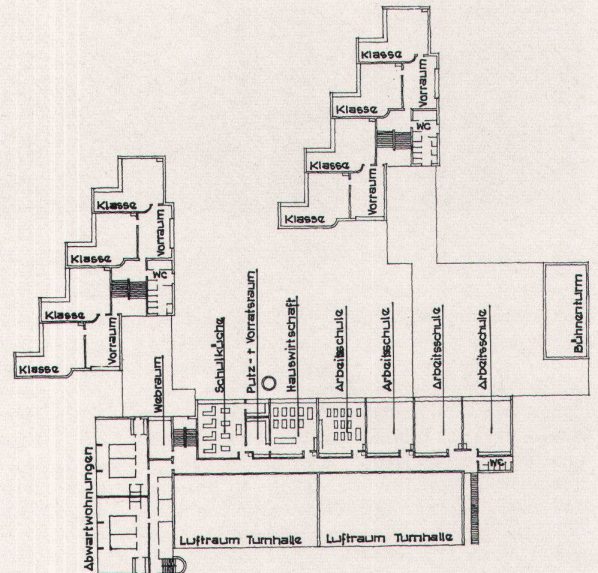 Klasse
Vorraum
Klasse
WC
Klasse
Klasse
Vorraum
Klasse
Vorraum
Klasse
WC
Klasse
Vorraum
Klasse
Webraum
Schulküche
Putz- + Vorratsraum
Hauswirtschaft
Arbeitsschule
Arbeitsschule
Arbeitsschule
Arbeitsschule
Bühnenturm
WC
Abwartwohnungen
Luftraum Turnhalle
Luftraum Turnhalle